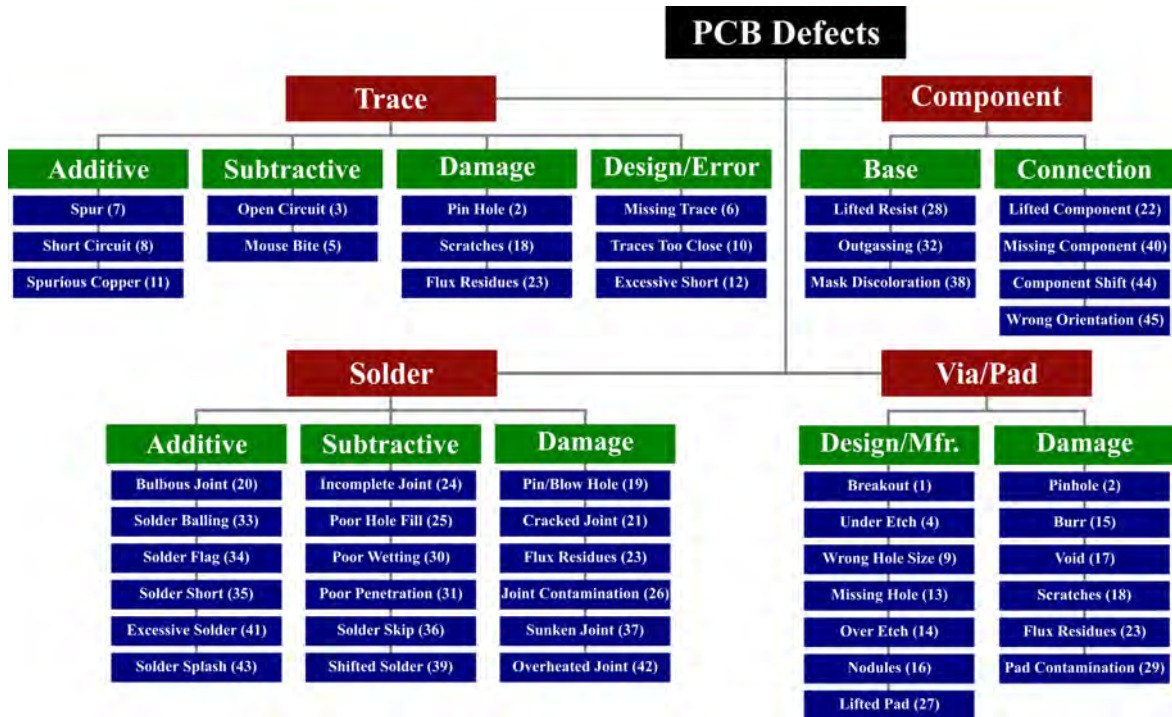 PCB Defects
Trace
Component
Additive
Subtractive
Damage
Design/Error
Base
Connection
Spur (7)
Open Circuit (3)
Pin Hole (2)
Missing Trace (6)
Lifted Resist (28)
Lifted Component (22)
Short Circuit (8)
Mouse Bite (5)
Scratches (18)
Traces Too Close (10)
Outgassing (32)
Missing Component (40)
Spurious Copper (11)
Flux Residues (23)
Excessive Short (12)
Mask Discoloration (38)
Component Shift (44)
Wrong Orientation (45)
Solder
Via/Pad
Additive
Subtractive
Damage
Design/Mfr.
Damage
Bulbous Joint (20)
Incomplete Joint (24)
Pin/Blow Hole (19)
Breakout (1)
Pinhole (2)
Solder Balling (33)
Poor Hole Fill (25)
Cracked Joint (21)
Under Etch (4)
Burr (15)
Solder Flag (34)
Poor Wetting (30)
Flux Residues (23)
Wrong Hole Size (9)
Void (17)
Solder Short (35)
Poor Penetration (31)
Joint Contamination (26)
Missing Hole (13)
Scratches (18)
Excessive Solder (41)
Solder Skip (36)
Sunken Joint (37)
Over Etch (14)
Flux Residues (23)
Solder Splash (43)
Shifted Solder (39)
Overheated Joint (42)
Nodules (16)
Pad Contamination (29)
Lifted Pad (27)